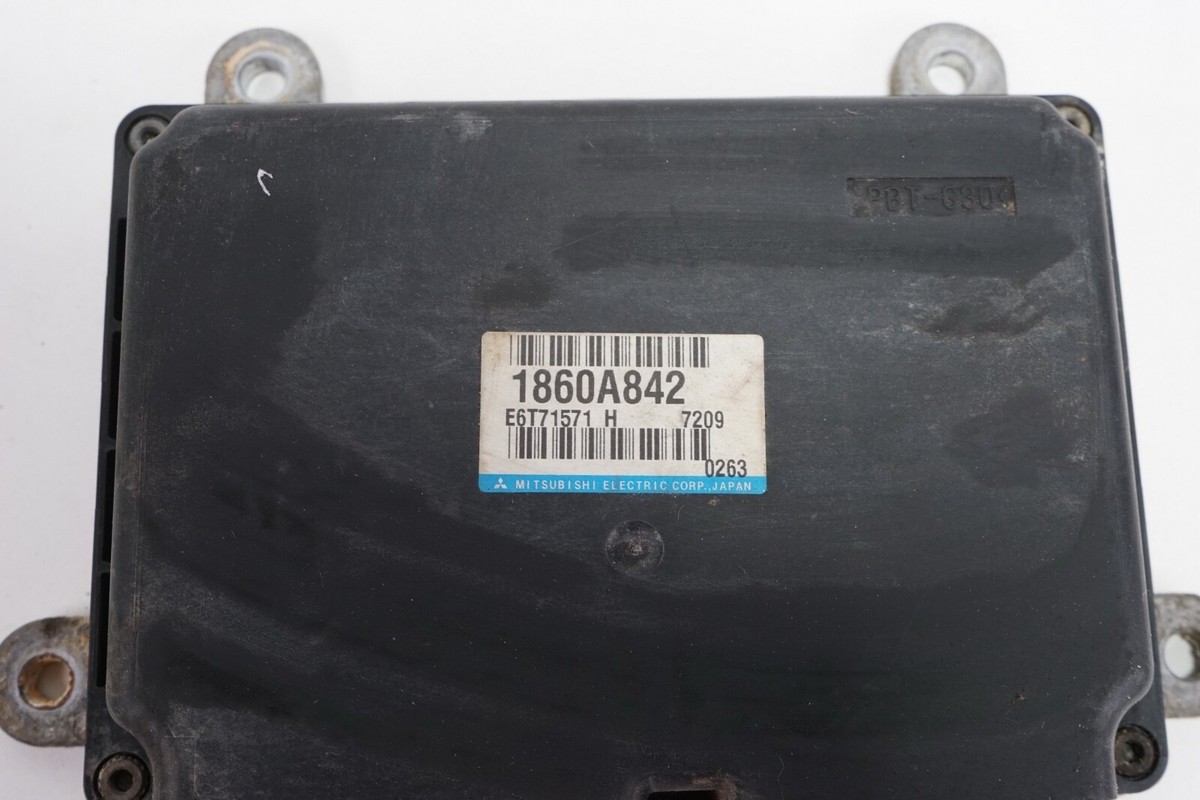 1860A842
E6T71571 H 7209
0263
MITSUBISHI ELECTRIC CORP.,JAPAN